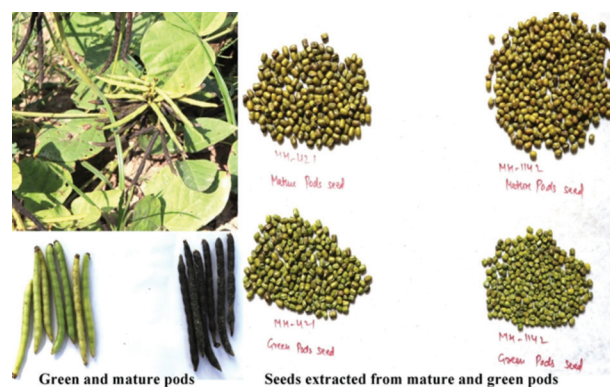 MH-421
Mature Pods seed
MH-1142
Mature Pods seed
MH-421
Green Pods seed
MH-1142
Green Pods seed
Green and mature pods
Seeds extracted from mature and green pods